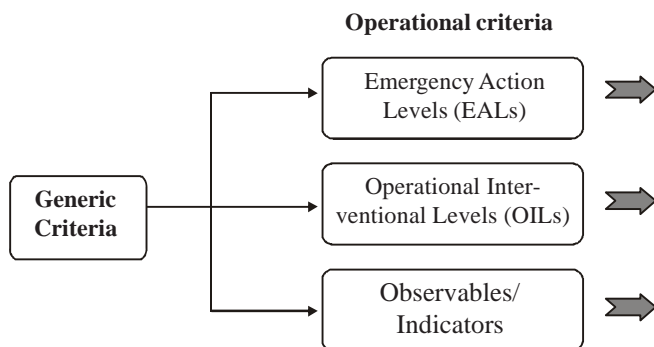 Operational criteria
Emergency Action
Levels (EALs)
Generic
Criteria
Operational Inter-
ventional Levels (OILs)
Observables/
Indicators